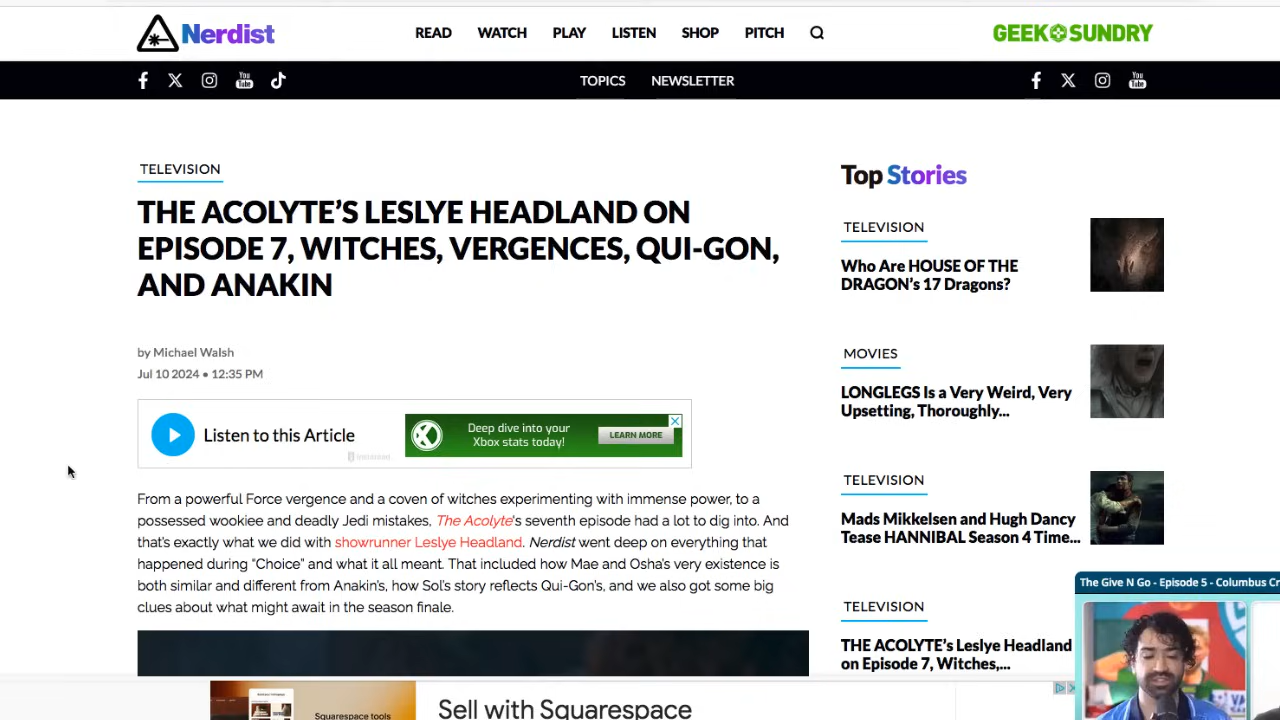 Nerdist
READ
WATCH
PLAY
LISTEN
SHOP
PITCH
GEEK SUNDRY
You
Tube
TOPICS
NEWSLETTER
You
Tube
TELEVISION
THE ACOLYTE'S LESLYE HEADLAND ON
EPISODE 7, WITCHES, VERGENCES, QUI-GON,
AND ANAKIN
by Michael Walsh
Jul 10 2024 • 12:35 PM
Listen to this Article
Deep dive into your
Xbox stats today!
LEARN MORE
From a powerful Force vergence and a coven of witches experimenting with immense power, to a
possessed wookiee and deadly Jedi mistakes, The Acolyte's seventh episode had a lot to dig into. And
that's exactly what we did with showrunner Leslye Headland. Nerdist went deep on everything that
happened during "Choice" and what it all meant. That included how Mae and Osha's very existence is
both similar and different from Anakin's, how Sol's story reflects Qui-Gon's, and we also got some big
clues about what might await in the season finale.
Top Stories
TELEVISION
Who Are HOUSE OF THE
DRAGON's 17 Dragons?
MOVIES
LONGLEGS Is a Very Weird, Very
Upsetting, Thoroughly...
TELEVISION
Mads Mikkelsen and Hugh Dancy
Tease HANNIBAL Season 4 Time...
TELEVISION
THE ACOLYTE's Leslye Headland
on Episode 7, Witches,...
The Give N Go - Episode 5 - Columbus Cr
Squarespace tools
Sell with Squarespace